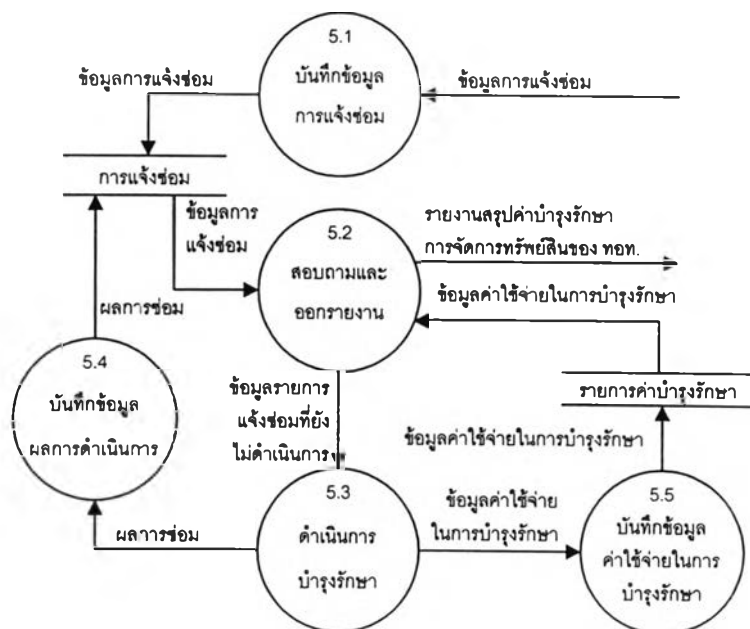 5.1
บันทึกข้อมูล
การแจ้งซ่อม
ข้อมูลการแจ้งซ่อม
ข้อมูลการแจ้งซ่อม
การแจ้งซ่อม
ข้อมูลการ
แจ้งซ่อม
5.2
สอบถามและ
ออกรายงาน
รายงานสรุปค่าบำรุงรักษา
การจัดการทรัพย์สินของ ทอท.
ข้อมูลค่าใช้จ่ายในการบำรุงรักษา
ผลการซ่อม
5.4
บันทึกข้อมูล
ผลการดำเนินการ
ข้อมูลรายการ
แจ้งซ่อมที่ยัง
ไม่ดำเนินการ
รายการค่าบำรุงรักษา
ข้อมูลค่าใช้จ่ายในการบำรุงรักษา
5.3
ดำเนินการ
บำรุงรักษา
ผลการซ่อม
ข้อมูลค่าใช้จ่าย
ในการบำรุงรักษา
5.5
บันทึกข้อมูล
ค่าใช้จ่ายในการ
บำรุงรักษา